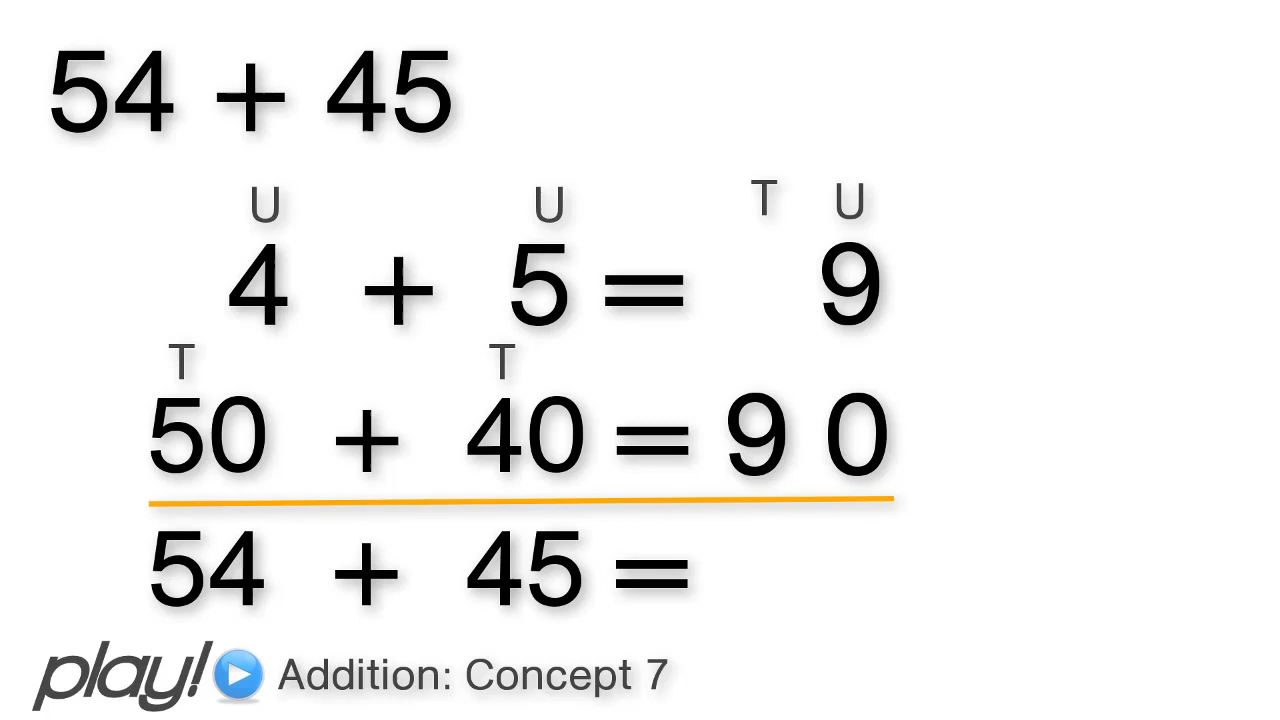 54 + 45
U U T U
4 + 5 = 9
T T
50 + 40 = 9 0
54 + 45 =
play! Addition: Concept 7